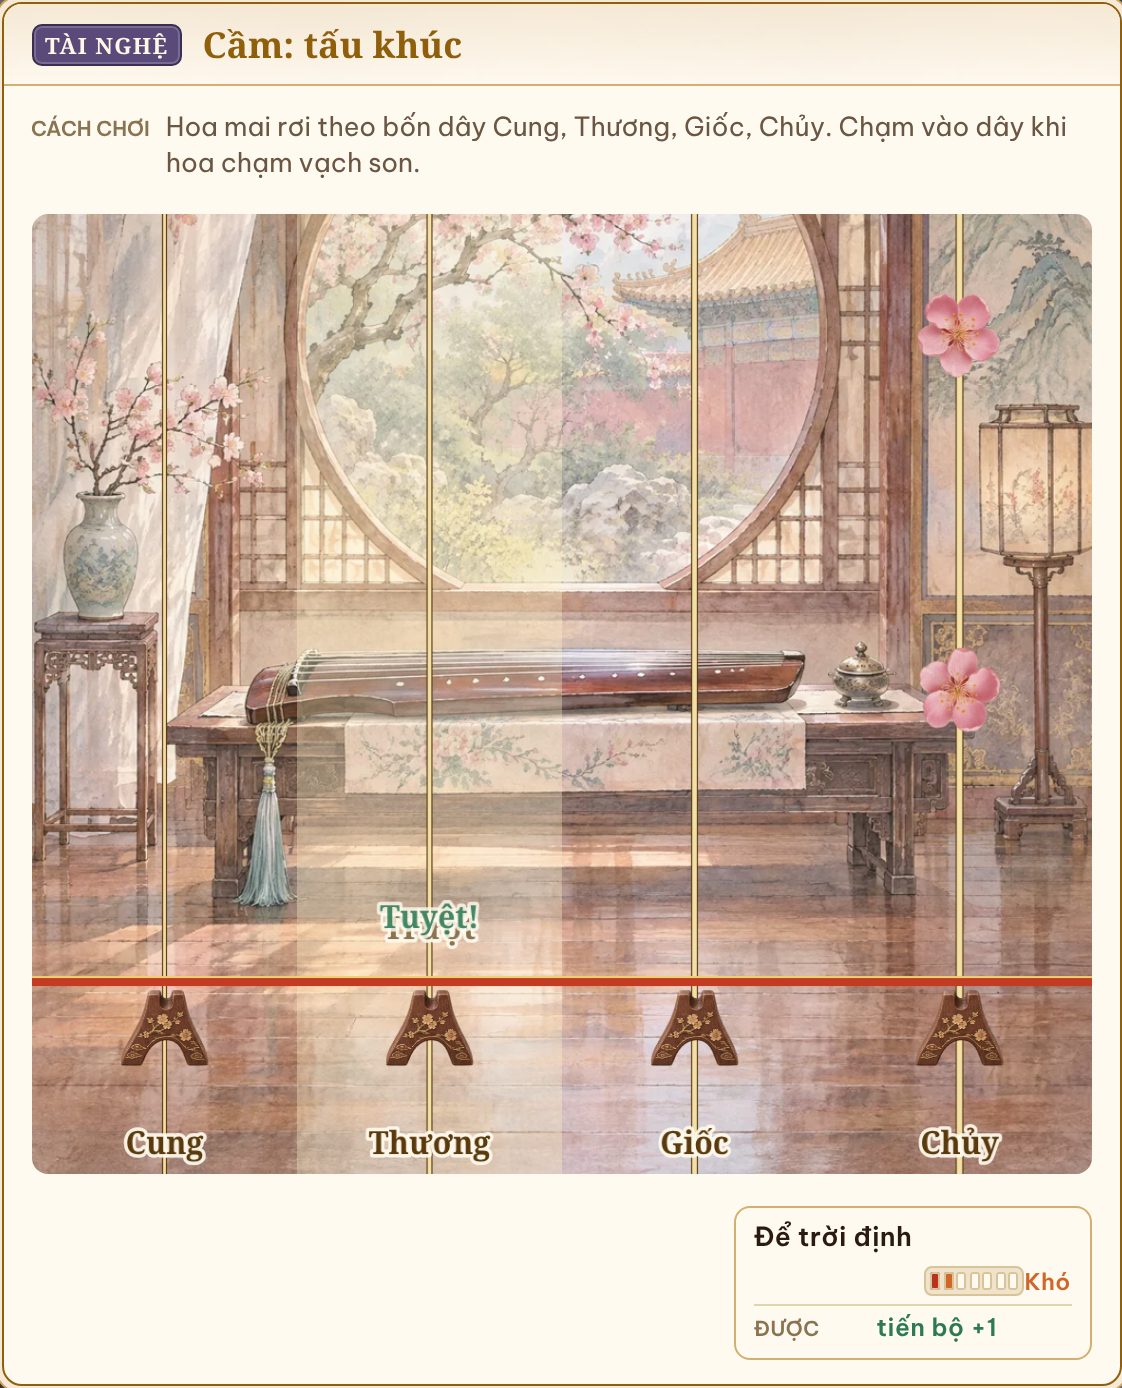 TÀI NGHỆ Cầm: tấu khúc
CÁCH CHƠI Hoa mai rơi theo bốn dây Cung, Thương, Giốc, Chủy. Chạm vào dây khi
hoa chạm vạch son.
Tuyệt!
Cung Thương Giốc Chủy
Để trời định
Khó
ĐƯỢC tiến bộ +1